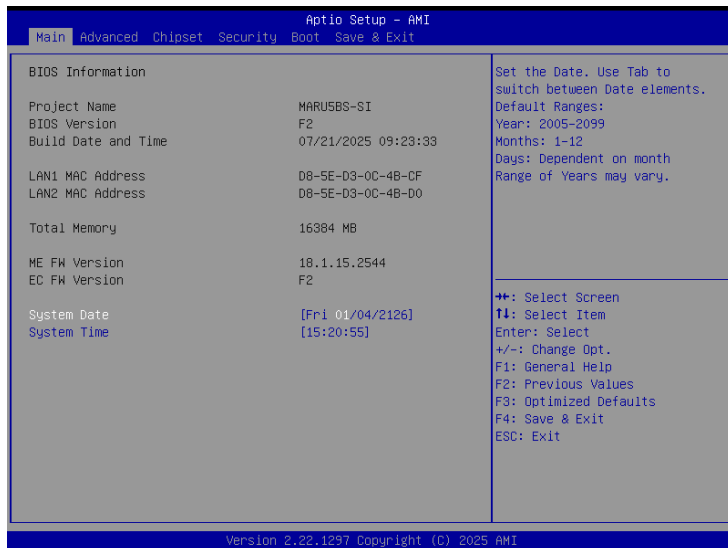 Aptio Setup – AMI
Main Advanced Chipset Security Boot Save & Exit
BIOS Information
Project Name MARU5BS-SI
BIOS Version F2
Build Date and Time 07/21/2025 09:23:33
LAN1 MAC Address D8-5E-D3-0C-4B-CF
LAN2 MAC Address D8-5E-D3-0C-4B-D0
Total Memory 16384 MB
ME FW Version 18.1.15.2544
EC FW Version F2
System Date [Fri 01/04/2126]
System Time [15:20:55]
Set the Date. Use Tab to
switch between Date elements.
Default Ranges:
Year: 2005-2099
Months: 1-12
Days: Dependent on month
Range of Years may vary.
→←: Select Screen
↑↓: Select Item
Enter: Select
+/-: Change Opt.
F1: General Help
F2: Previous Values
F3: Optimized Defaults
F4: Save & Exit
ESC: Exit
Version 2.22.1297 Copyright (C) 2025 AMI